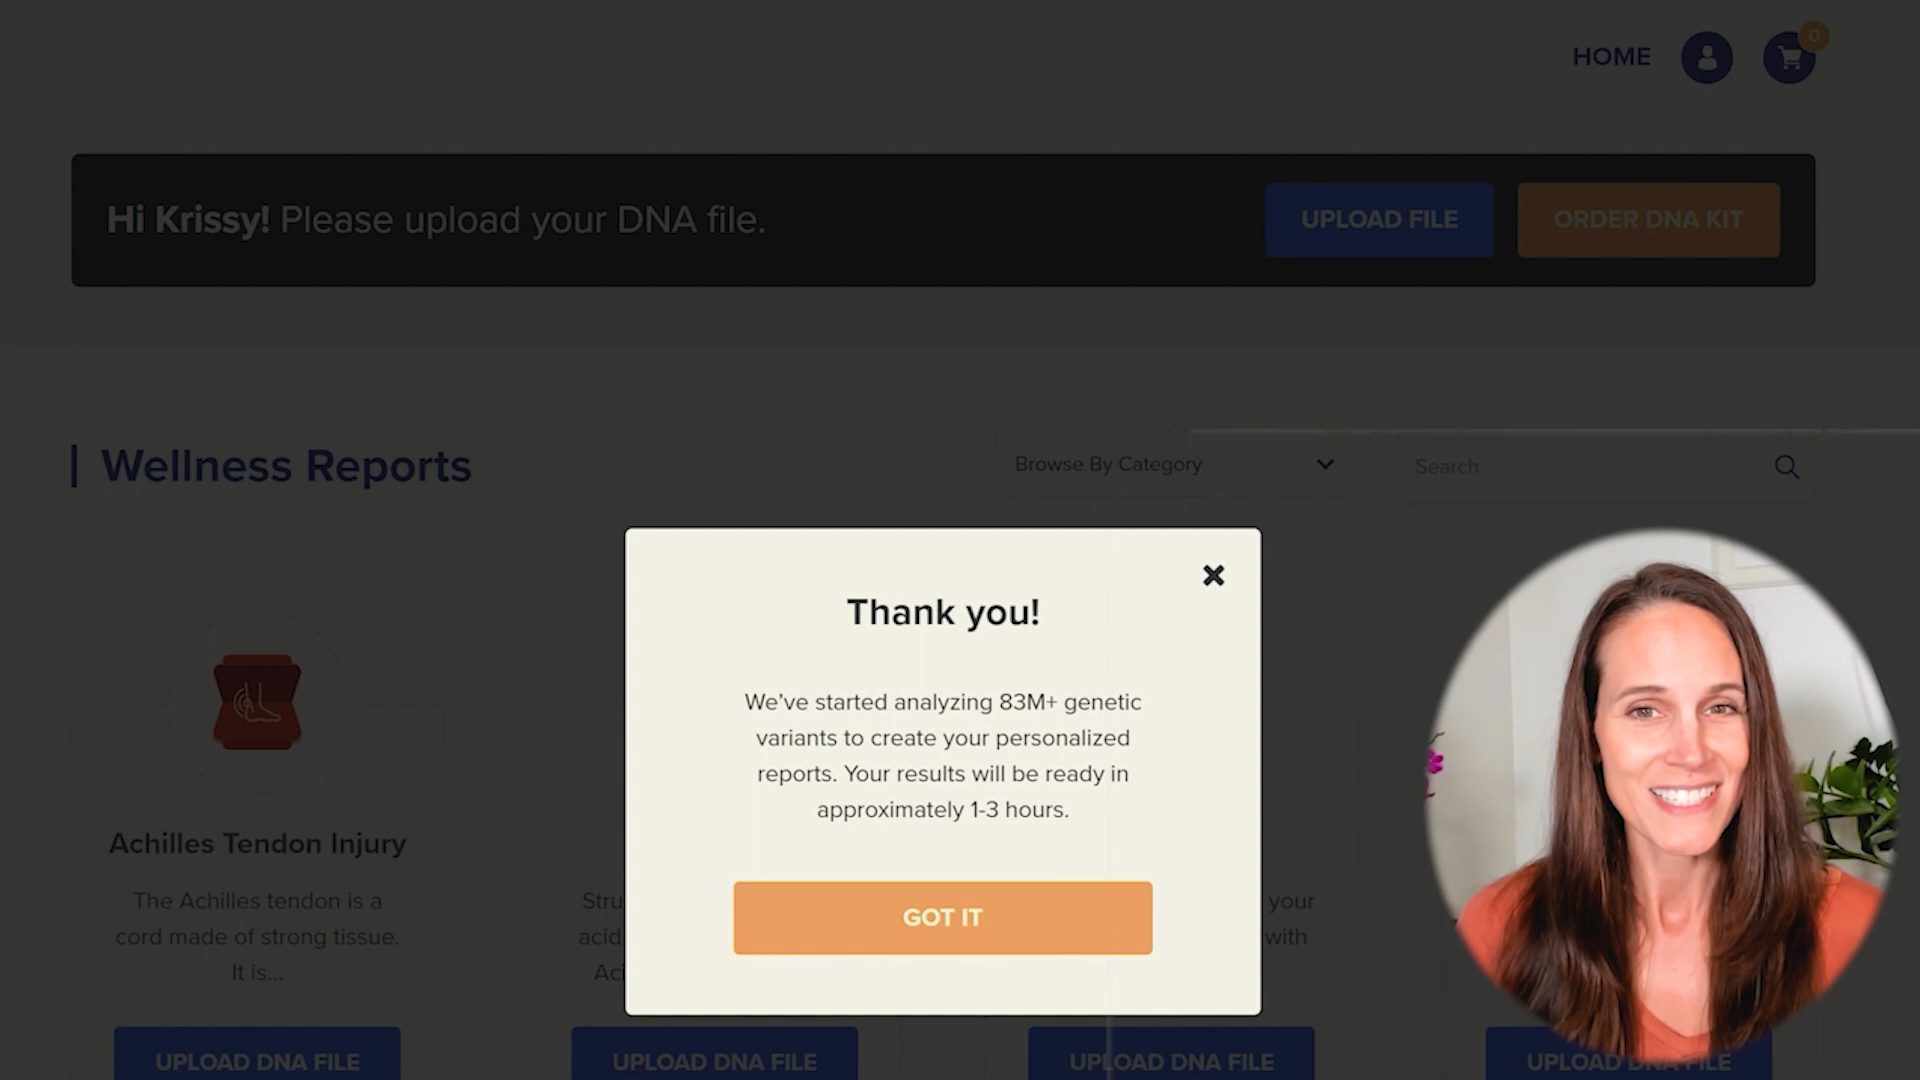 HOME
0
Hi Krissy! Please upload your DNA file.
UPLOAD FILE
ORDER DNA KIT
Wellness Reports
Browse By Category
Search
Thank you!
We’ve started analyzing 83M+ genetic
variants to create your personalized
reports. Your results will be ready in
approximately 1-3 hours.
GOT IT
Achilles Tendon Injury
The Achilles tendon is a
cord made of strong tissue.
It is...
Stru
acid
Aci
your
with
UPLOAD DNA FILE
UPLOAD DNA FILE
UPLOAD DNA FILE
UPLOAD DNA FILE